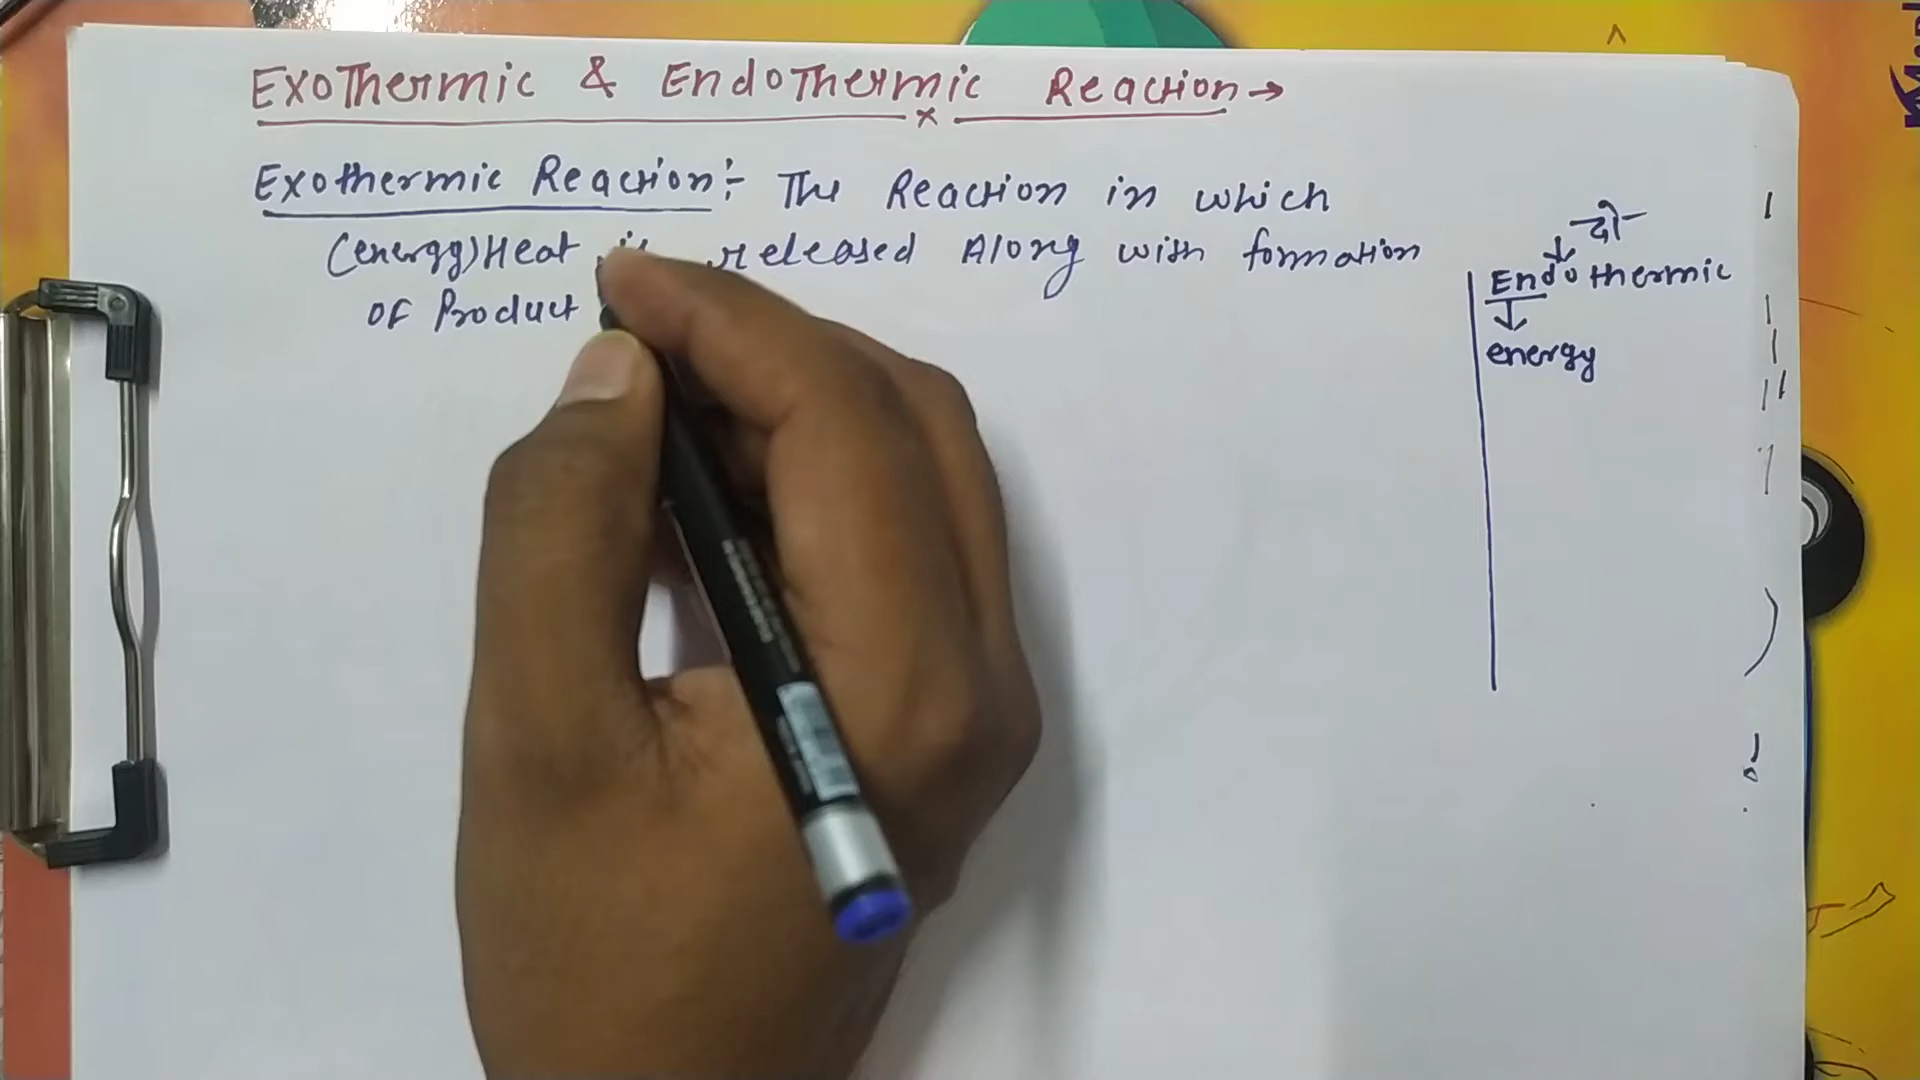 Exothermic & Endothermic Reaction→
Exothermic Reaction:- The Reaction in which
(energy)Heat is released Along with formation
of Product
दो
Endothermic
energy